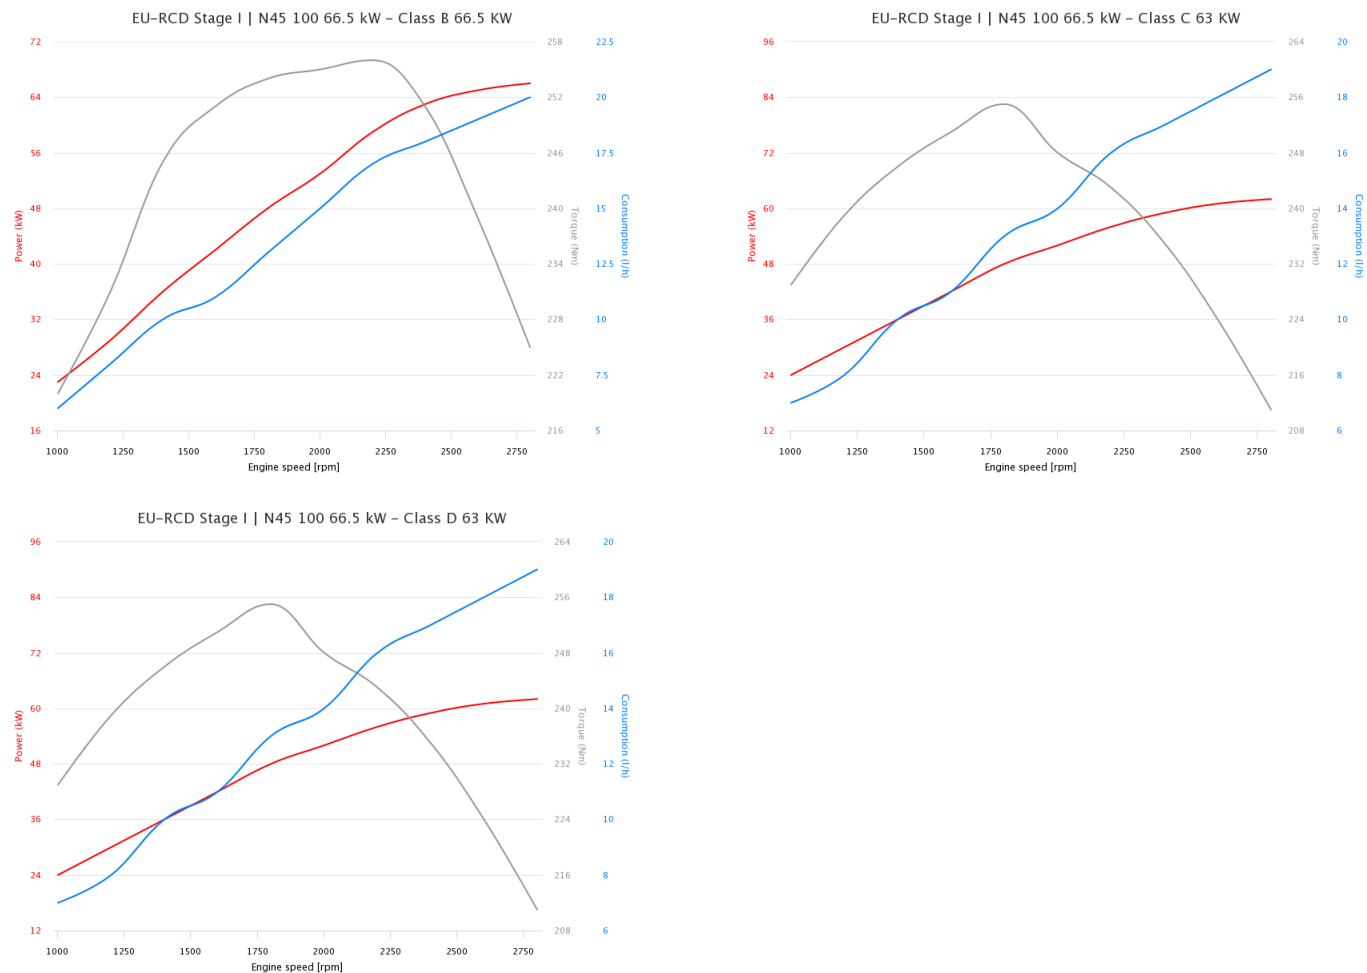 EU-RCD Stage I | N45 100 66.5 kW - Class B 66.5 KW
72 258 22.5
64 252 20
56 246 17.5
48 240 15
40 234 12.5
32 228 10
24 222 7.5
16 216 5
Power (kW)
Torque (Nm)
Consumption (l/h)
1000 1250 1500 1750 2000 2250 2500 2750
Engine speed [rpm]
EU-RCD Stage I | N45 100 66.5 kW - Class C 63 KW
96 264 20
84 256 18
72 248 16
60 240 14
48 232 12
36 224 10
24 216 8
12 208 6
Power (kW)
Torque (Nm)
Consumption (l/h)
1000 1250 1500 1750 2000 2250 2500 2750
Engine speed [rpm]
EU-RCD Stage I | N45 100 66.5 kW - Class D 63 KW
96 264 20
84 256 18
72 248 16
60 240 14
48 232 12
36 224 10
24 216 8
12 208 6
Power (kW)
Torque (Nm)
Consumption (l/h)
1000 1250 1500 1750 2000 2250 2500 2750
Engine speed [rpm]